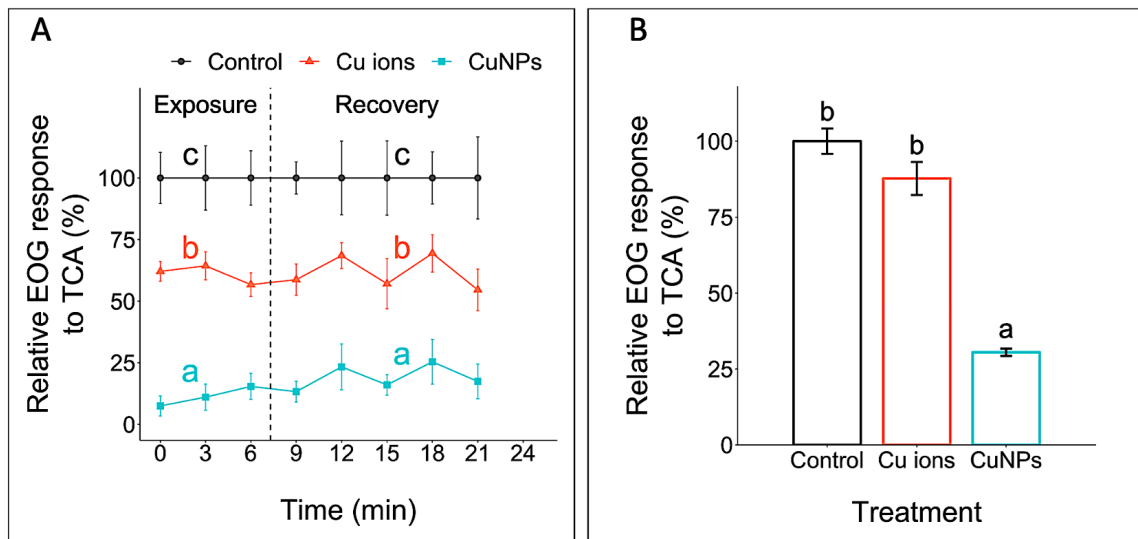 A
Control Cu ions CuNPs
Exposure Recovery
c c
b b
a a
100
75
50
25
0
0 3 6 9 12 15 18 21 24
Relative EOG response
to TCA (%)
Time (min)
B
b
b
a
100
75
50
25
0
Control Cu ions CuNPs
Relative EOG response
to TCA (%)
Treatment